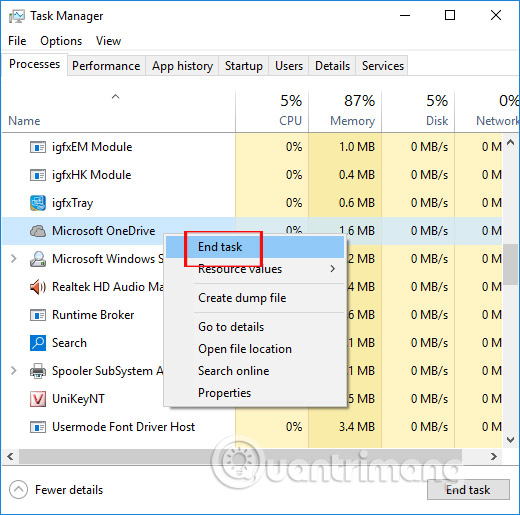 Task Manager
File Options View
Processes Performance App history Startup Users Details Services
5% 87% 5% 0%
Name CPU Memory Disk Network
igfxEM Module 0% 1.0 MB 0 MB/s 0 M
igfxHK Module 0% 0.4 MB 0 MB/s 0 M
igfxTray 0% 0.6 MB 0 MB/s 0 M
Microsoft OneDrive 0% 1.6 MB 0 MB/s 0 M
End task
Microsoft Windows S 2 MB 0 MB/s 0 M
Resource values
Realtek HD Audio Ma MB 0 MB/s 0 M
Create dump file
Runtime Broker 6 MB 0 MB/s 0 M
Go to details
Search 1 MB 0 MB/s 0 M
Open file location
Spooler SubSystem A 1 MB 0 MB/s 0 M
Search online
UniKeyNT 5 MB 0 MB/s 0 M
Properties
Usermode Font Driver Host 0% 3.4 MB 0 MB/s 0 M
Quantrimang
Fewer details End task